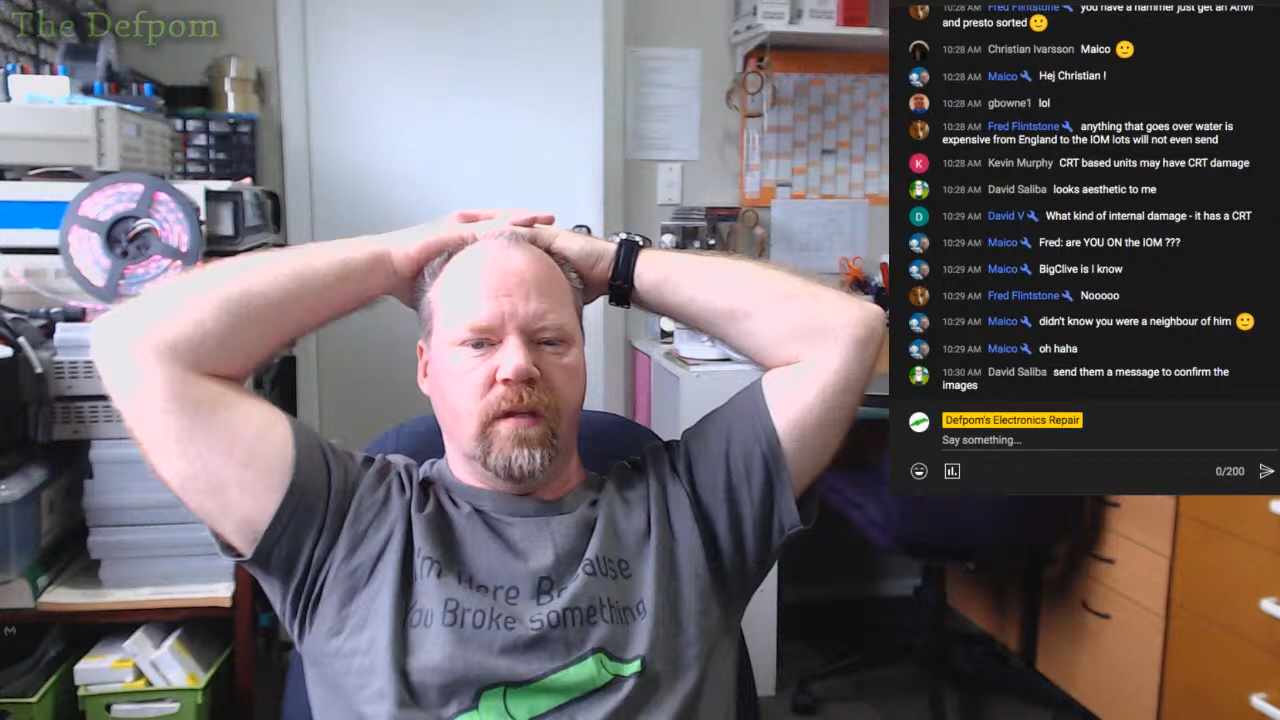 The Defpom
10:28 AM Fred Flintstone you have a hammer just get an Anvil
and presto sorted 🙂
10:28 AM Christian Ivarsson Maico 🙂
10:28 AM Maico Hej Christian !
10:28 AM gbowne1 lol
10:28 AM Fred Flintstone anything that goes over water is
expensive from England to the IOM lots will not even send
K
10:28 AM Kevin Murphy CRT based units may have CRT damage
10:28 AM David Saliba looks aesthetic to me
D
10:29 AM David V What kind of internal damage - it has a CRT
10:29 AM Maico Fred: are YOU ON the IOM ???
10:29 AM Maico BigClive is I know
10:29 AM Fred Flintstone Nooooo
10:29 AM Maico didn't know you were a neighbour of him 🙂
10:29 AM Maico oh haha
10:30 AM David Saliba send them a message to confirm the
images
Defpom's Electronics Repair
Say something...
0/200
I'm Here Because
You Broke something